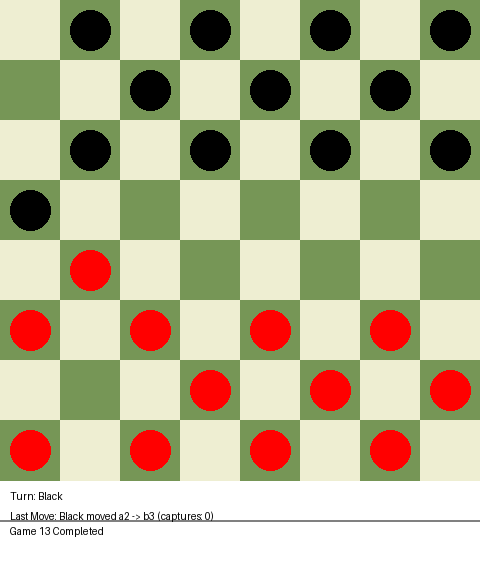 Turn: Black
Last Move: Black moved a2 -> b3 (captures: 0)
Game 13 Completed